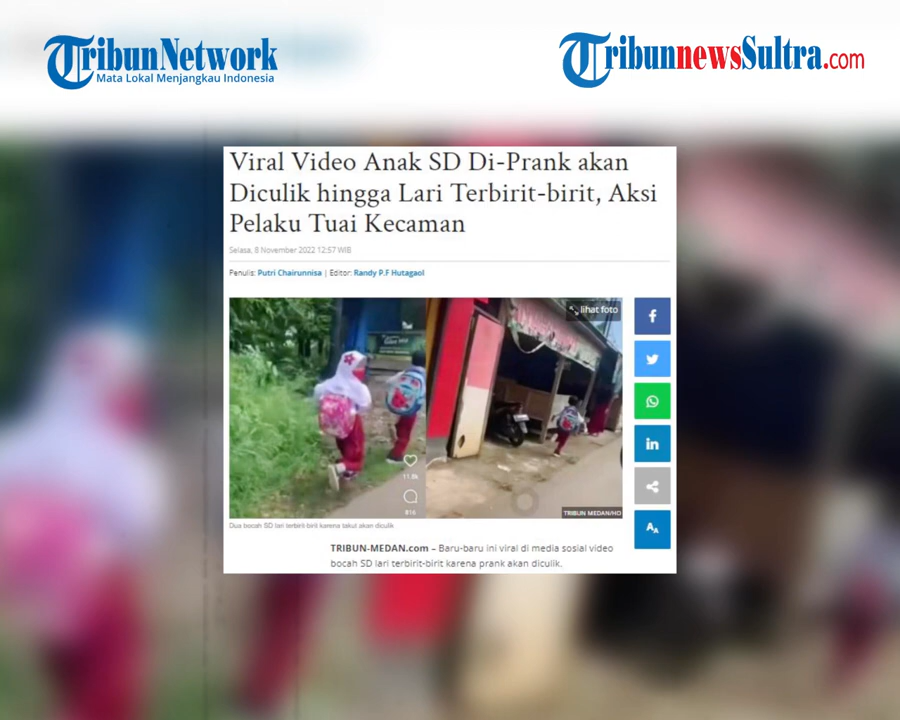 TribunNetwork
Mata Lokal Menjangkau Indonesia
TribunnewsSultra.com
Viral Video Anak SD Di-Prank akan
Diculik hingga Lari Terbirit-birit, Aksi
Pelaku Tuai Kecaman
Selasa, 8 November 2022 12:57 WIB
Penulis: Putri Chairunnisa | Editor: Randy P.F Hutagaol
lihat foto
11.8k
816
TRIBUN MEDAN/HO
Dua bocah SD lari terbirit-birit karena takut akan diculik
TRIBUN-MEDAN.com – Baru-baru ini viral di media sosial video
bocah SD lari terbirit-birit karena prank akan diculik.